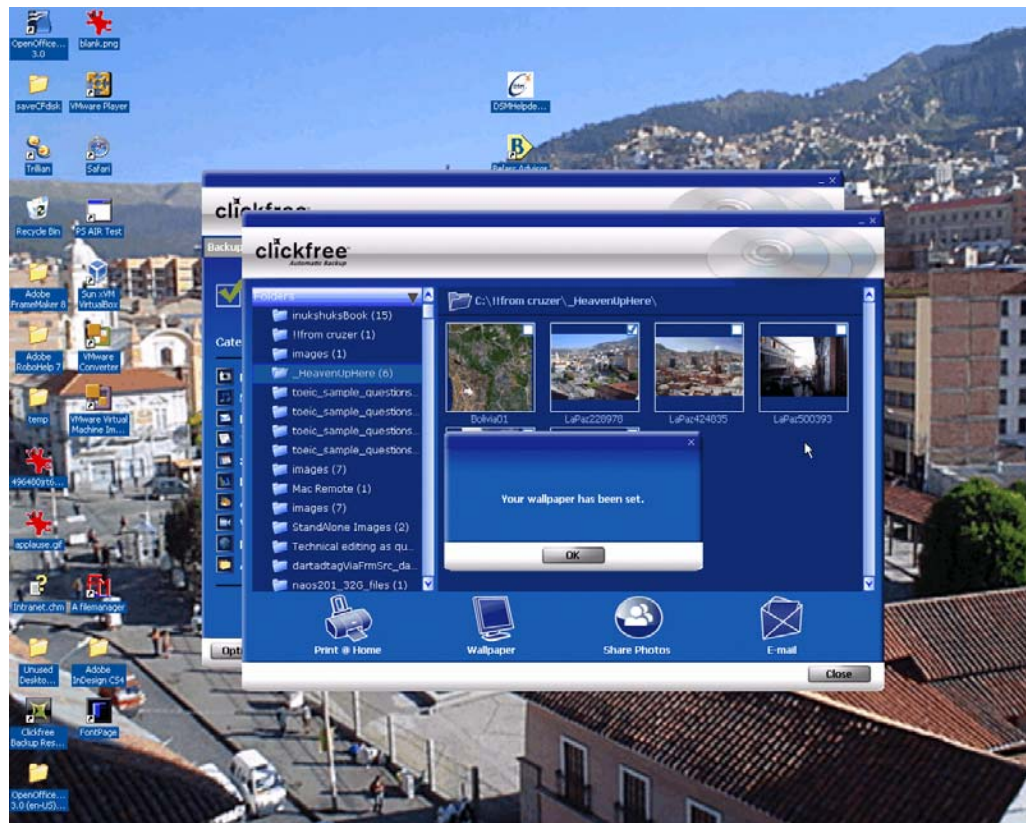 OpenOffice...
3.0
blank.png
saveCFdisk
VMware Player
DSMHelpde...
Trillian
Safari
Belarc Advisor
Recycle Bin
PS AIR Test
clickfree
Backup
clickfree
Automatic Backup
Adobe
FrameMaker 8
Sun xVM
VirtualBox
Folders
C:\!!from cruzer\_HeavenUpHere\
inukshuksBook (15)
!!from cruzer (1)
images (1)
_HeavenUpHere (6)
toeic_sample_questions...
toeic_sample_questions...
toeic_sample_questions...
toeic_sample_questions...
images (7)
Mac Remote (1)
images (7)
StandAlone Images (2)
Technical editing as qu...
dartadtagViaFrmSrc_da...
naos201_32G_files (1)
Cate
Adobe
RoboHelp 7
VMware
Converter
temp
VMware Virtual
Machine Im...
Bolivia01
LaPaz228978
LaPaz424835
LaPaz500393
Your wallpaper has been set.
OK
applause.gif
Intranet.chm
A filemanager
Print @ Home
Wallpaper
Share Photos
E-mail
Opt
Close
Unused
Deskto...
Adobe
InDesign CS4
Clickfree
Backup Res...
FontPage
OpenOffice...
3.0 (en-US)...